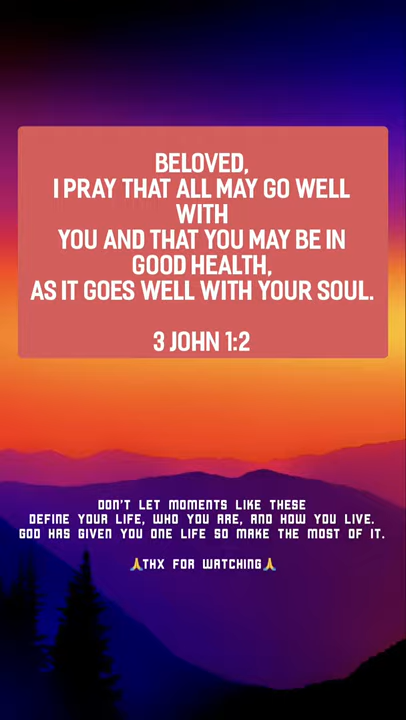 BELOVED,
I PRAY THAT ALL MAY GO WELL
WITH
YOU AND THAT YOU MAY BE IN
GOOD HEALTH,
AS IT GOES WELL WITH YOUR SOUL.
3 JOHN 1:2
DON'T LET MOMENTS LIKE THESE
DEFINE YOUR LIFE, WHO YOU ARE, AND HOW YOU LIVE.
GOD HAS GIVEN YOU ONE LIFE SO MAKE THE MOST OF IT.
🙏THX FOR WATCHING🙏